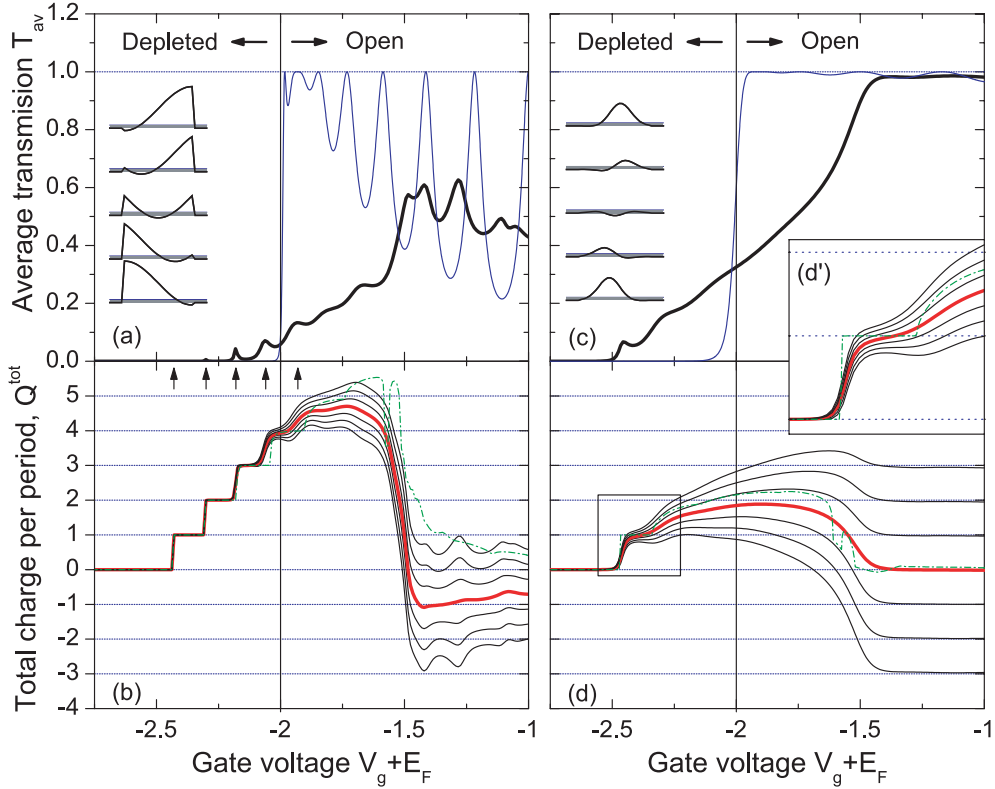 Average transmision T_av
1.2
1.0
0.8
0.6
0.4
0.2
0.0
Depleted
Open
(a)
Depleted
Open
(c)
(d')
Total charge per period, Q^tot
5
4
3
2
1
0
-1
-2
-3
-4
(b)
(d)
-2.5
-2
-1.5
-1
-2.5
-2
-1.5
-1
Gate voltage V_g+E_F
Gate voltage V_g+E_F